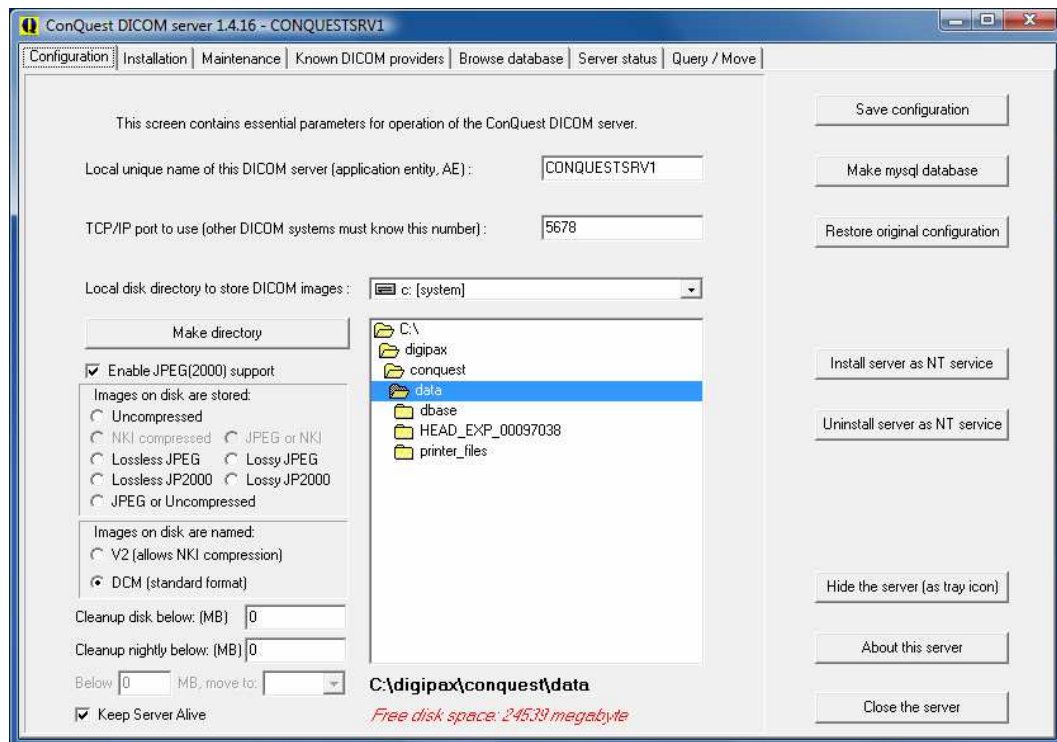 ConQuest DICOM server 1.4.16 - CONQUESTSRV1
Configuration Installation Maintenance Known DICOM providers Browse database Server status Query / Move
This screen contains essential parameters for operation of the ConQuest DICOM server.
Local unique name of this DICOM server (application entity, AE) : CONQUESTSRV1
TCP/IP port to use (other DICOM systems must know this number) : 5678
Local disk directory to store DICOM images : c: [system]
Make directory
Enable JPEG(2000) support
Images on disk are stored:
Uncompressed
NKI compressed JPEG or NKI
Lossless JPEG Lossy JPEG
Lossless JP2000 Lossy JP2000
JPEG or Uncompressed
Images on disk are named:
V2 (allows NKI compression)
DCM (standard format)
Cleanup disk below: (MB) 0
Cleanup nightly below: (MB) 0
Below 0 MB, move to:
Keep Server Alive
C:\
digipax
conquest
data
dbase
HEAD_EXP_00097038
printer_files
C:\digipax\conquest\data
Free disk space: 24539 megabyte
Save configuration
Make mysql database
Restore original configuration
Install server as NT service
Uninstall server as NT service
Hide the server (as tray icon)
About this server
Close the server